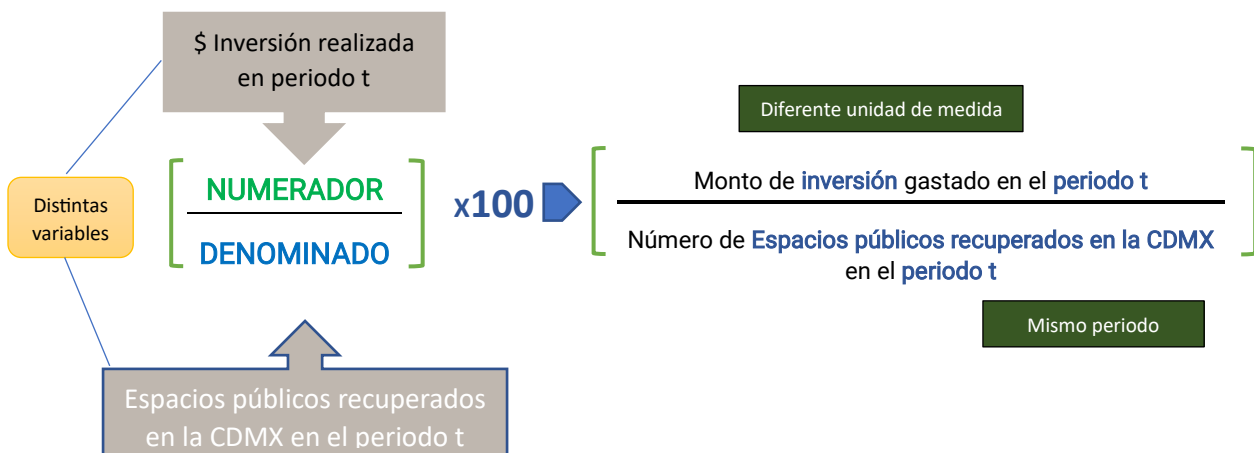 $ Inversión realizada
en periodo t
Diferente unidad de medida
Distintas
variables
NUMERADOR
DENOMINADO
x100
Monto de inversión gastado en el periodo t
Número de Espacios públicos recuperados en la CDMX
en el periodo t
Mismo periodo
Espacios públicos recuperados
en la CDMX en el periodo t